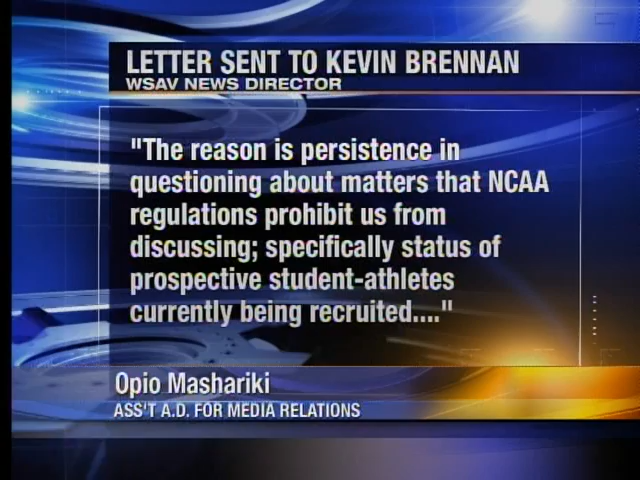 LETTER SENT TO KEVIN BRENNAN
WSAV NEWS DIRECTOR
"The reason is persistence in
questioning about matters that NCAA
regulations prohibit us from
discussing; specifically status of
prospective student-athletes
currently being recruited...."
Opio Mashariki
ASS'T A.D. FOR MEDIA RELATIONS